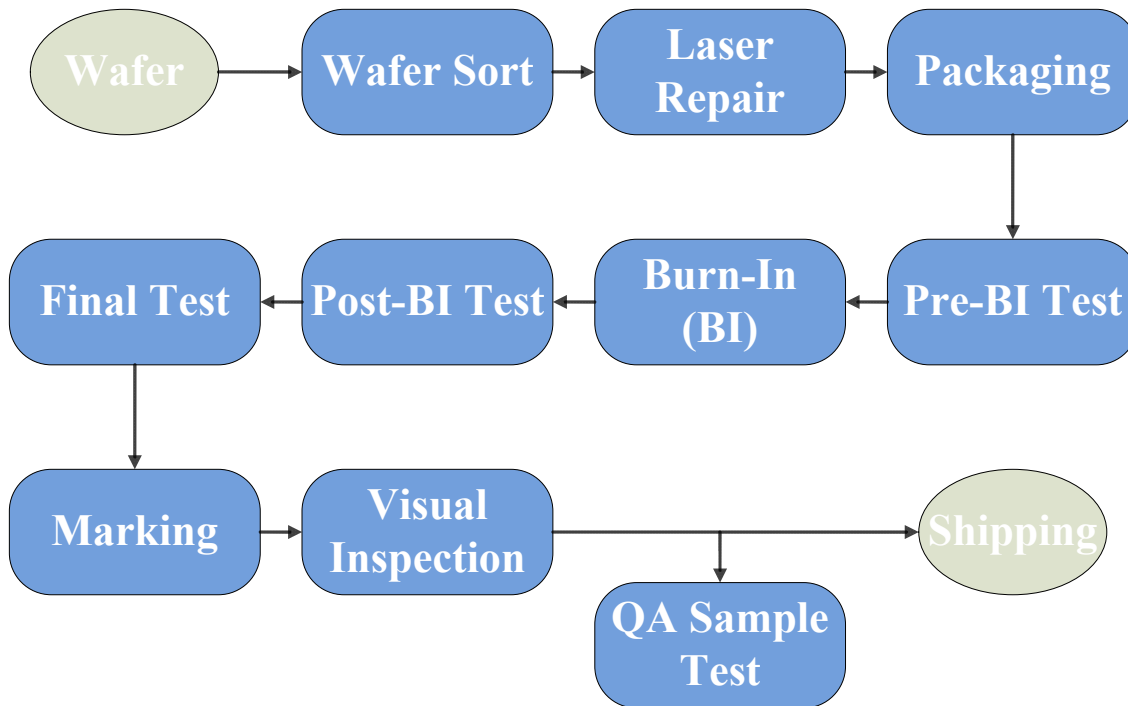 Wafer
Wafer Sort
Laser
Repair
Packaging
Final Test
Post-BI Test
Burn-In
(BI)
Pre-BI Test
Marking
Visual
Inspection
Shipping
QA Sample
Test